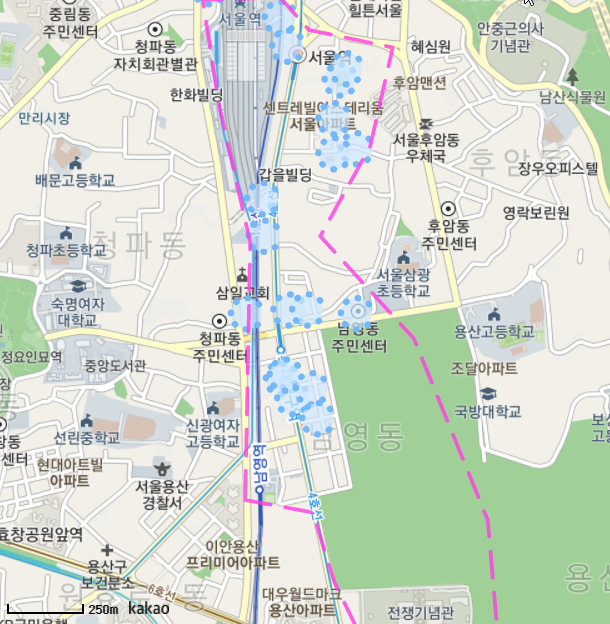 중림동
주민센터
서울역
힐튼서울
안중근의사
기념관
청파동
자치회관별관
혜심원
서울역
후암맨션
한화빌딩
남산식물원
서울아파트
만리시장
서울후암동
우체국
후암동
장우오피스텔
갑을빌딩
배문고등학교
영락보린원
후암동
주민센터
청파동
청파초등학교
서울삼광
초등학교
삼일교회
숙명여자
대학교
남영동
주민센터
용산고등학교
청파동
주민센터
정요인묘역
중앙도서관
조달아파트
국방대학교
신광여자
고등학교
선린중학교
남영동
현대아트빌
아파트
남영역
서울용산
경찰서
4호선
효창공원앞역
이안용산
프리미어아파트
용산구
보건분소
6호선
대우월드마크
용산아파트
전쟁기념관
250m kakao